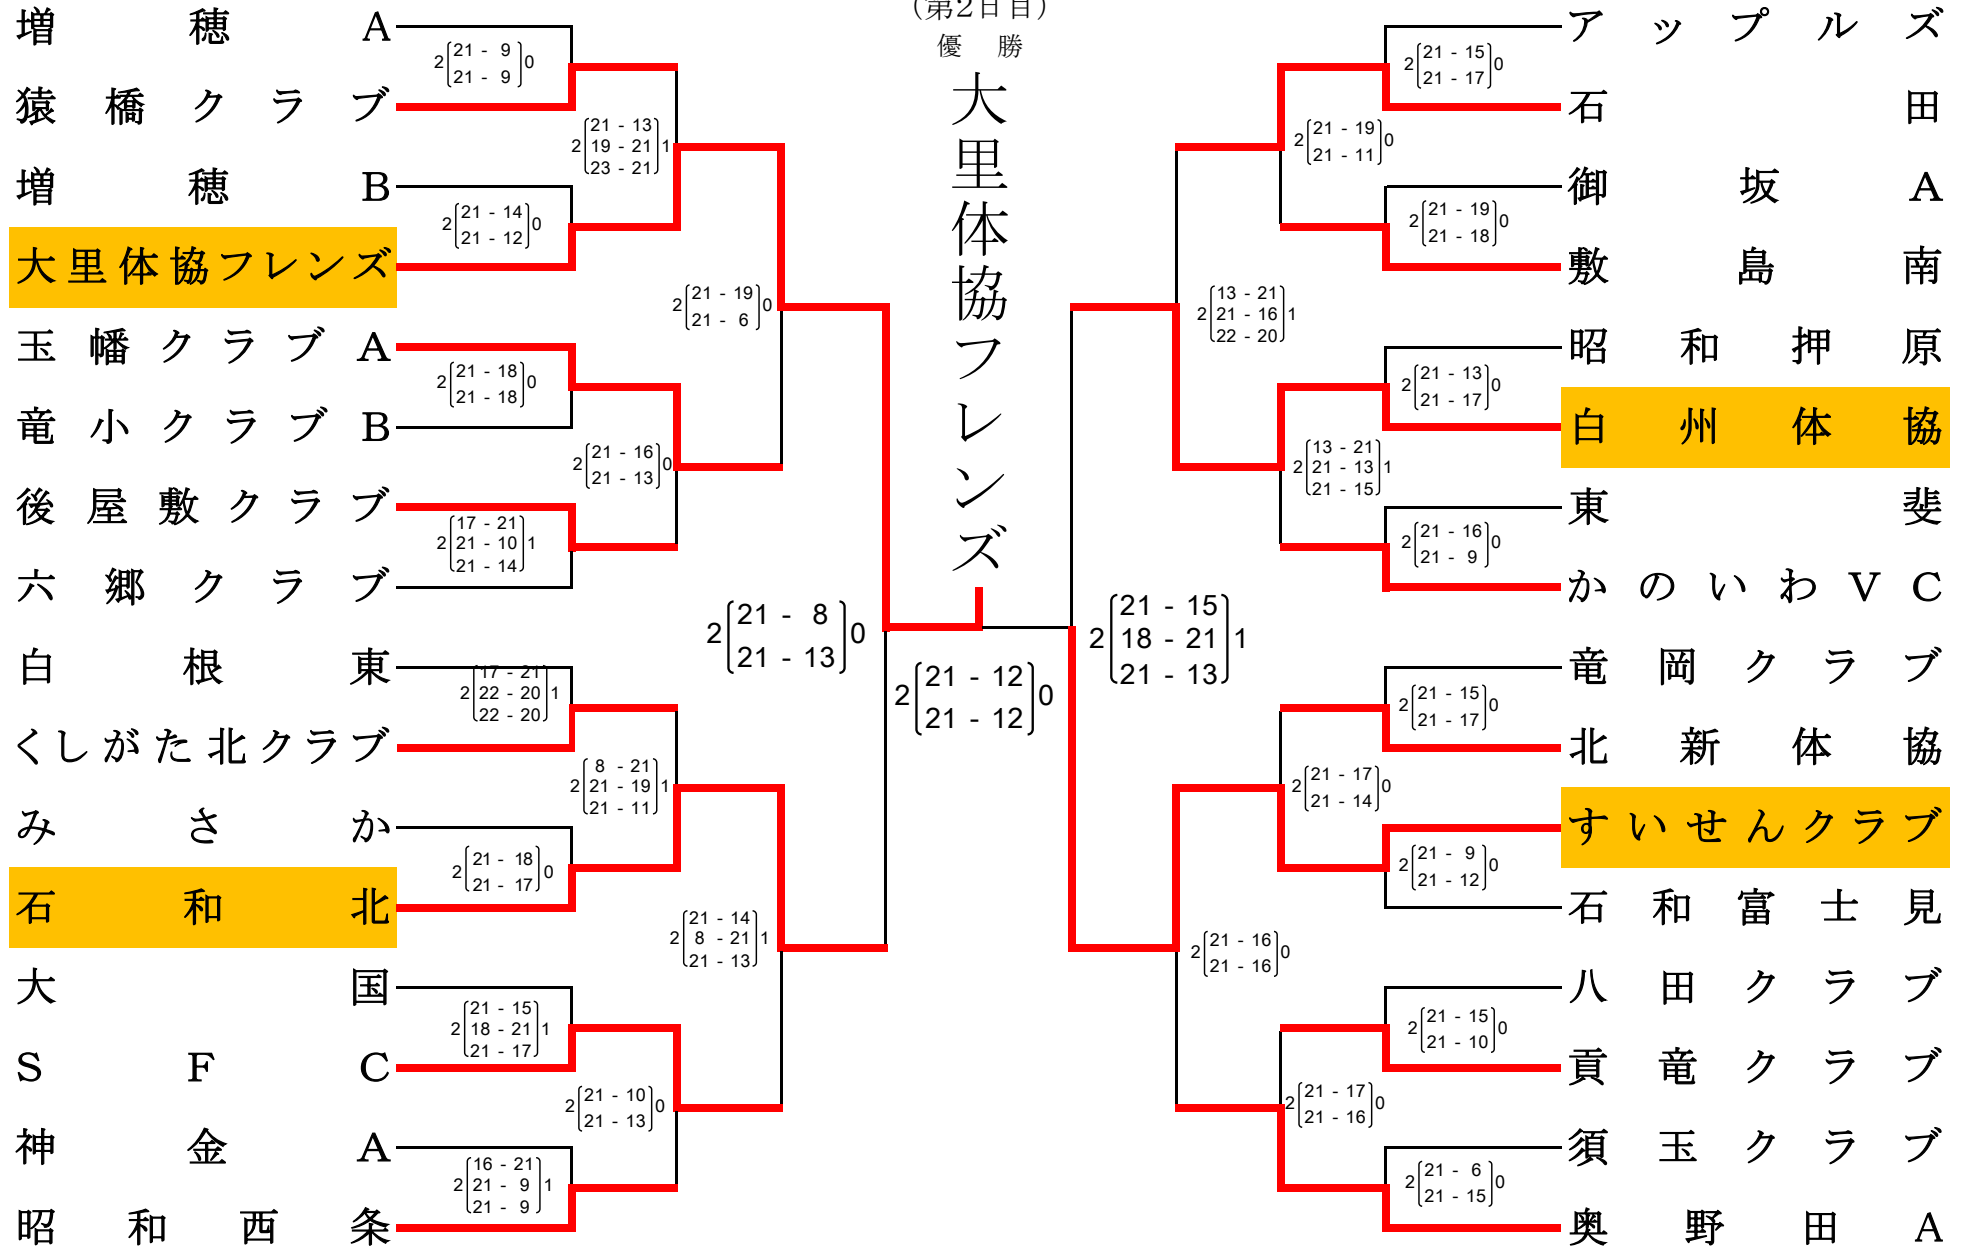 (第2日目)
優 勝
大里体協フレンズ
増穂A
猿橋クラブ
増穂B
大里体協フレンズ
玉幡クラブA
竜小クラブB
後屋敷クラブ
六郷クラブ
白根東
くしがた北クラブ
みさか
石和北
大国
SFC
神金A
昭和西条
2 21 - 9 0
21 - 9
2 21 - 14 0
21 - 12
2 21 - 18 0
21 - 18
17 - 21
2 21 - 10 1
21 - 14
17 - 21
2 22 - 20 1
22 - 20
2 21 - 18 0
21 - 17
21 - 15
2 18 - 21 1
21 - 17
16 - 21
2 21 - 9 1
21 - 9
21 - 13
2 19 - 21 1
23 - 21
2 21 - 16 0
21 - 13
8 - 21
2 21 - 19 1
21 - 11
2 21 - 10 0
21 - 13
2 21 - 19 0
21 - 6
21 - 14
2 8 - 21 1
21 - 13
2 21 - 8 0
21 - 13
2 21 - 12 0
21 - 12
21 - 15
2 18 - 21 1
21 - 13
13 - 21
2 21 - 16 1
22 - 20
2 21 - 16 0
21 - 16
2 21 - 19 0
21 - 11
13 - 21
2 21 - 13 1
21 - 15
2 21 - 17 0
21 - 14
2 21 - 17 0
21 - 16
2 21 - 15 0
21 - 17
2 21 - 19 0
21 - 18
2 21 - 13 0
21 - 17
2 21 - 16 0
21 - 9
2 21 - 15 0
21 - 17
2 21 - 9 0
21 - 12
2 21 - 15 0
21 - 10
2 21 - 6 0
21 - 15
アップルズ
石田
御坂A
敷島南
昭和押原
白州体協
東斐
かのいわVC
竜岡クラブ
北新体協
すいせんクラブ
石和富士見
八田クラブ
貢竜クラブ
須玉クラブ
奥野田A